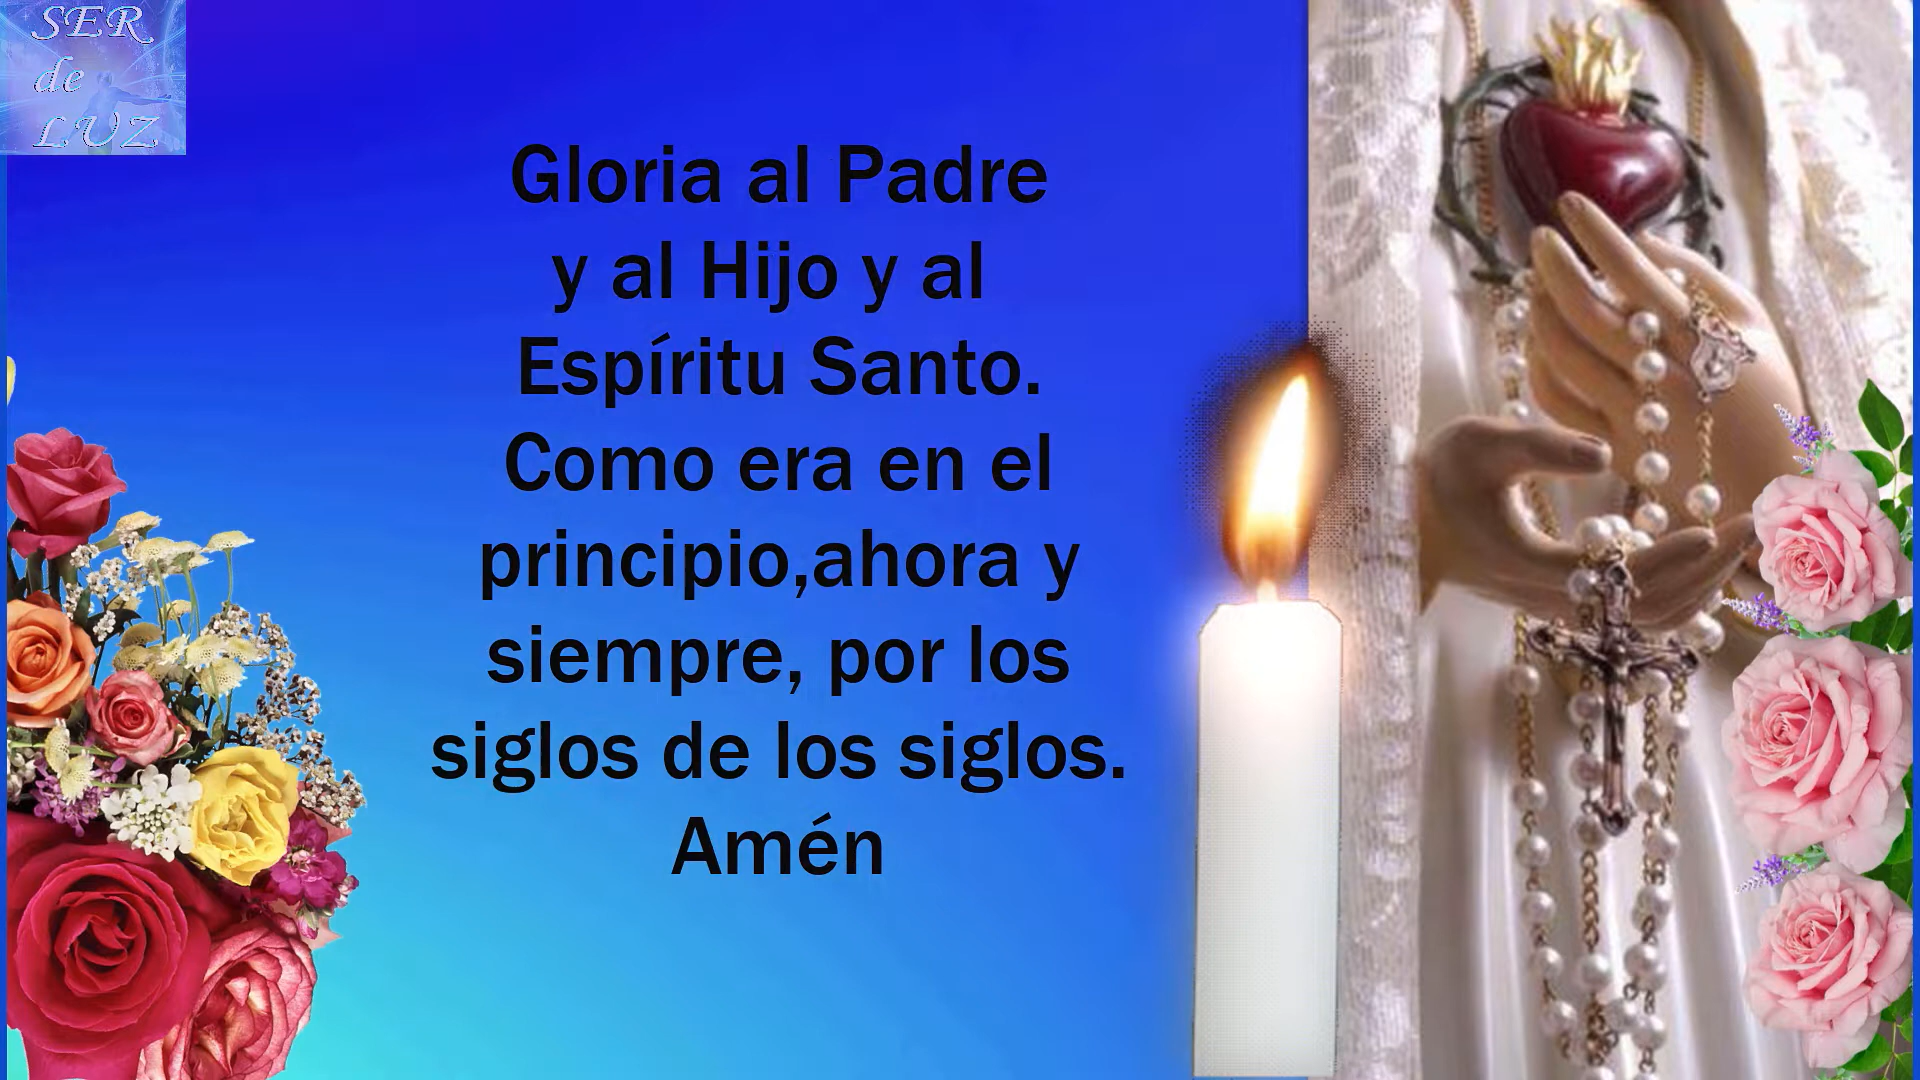 SER
de
LUZ
Gloria al Padre
y al Hijo y al
Espíritu Santo.
Como era en el
principio,ahora y
siempre, por los
siglos de los siglos.
Amén